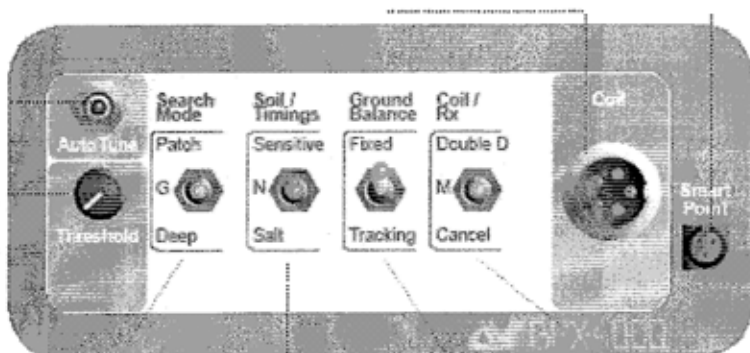 Search Mode
Soil / Timings
Ground Balance
Coil / Rx
Coil
Auto Tune
Patch
Sensitive
Fixed
Double D
G
N
M
Smart Point
Threshold
Deep
Salt
Tracking
Cancel